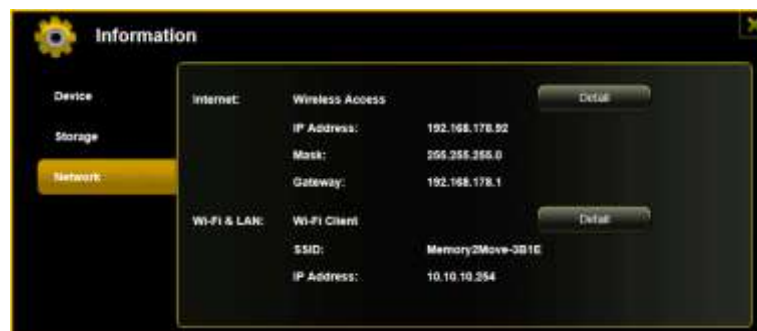 Information
Device
Storage
Network
Internet: Wireless Access Detail
IP Address: 192.168.178.92
Mask: 255.255.255.0
Gateway: 192.168.178.1
Wi-Fi & LAN: Wi-Fi Client Detail
SSID: Memory2Move-3B1E
IP Address: 10.10.10.254